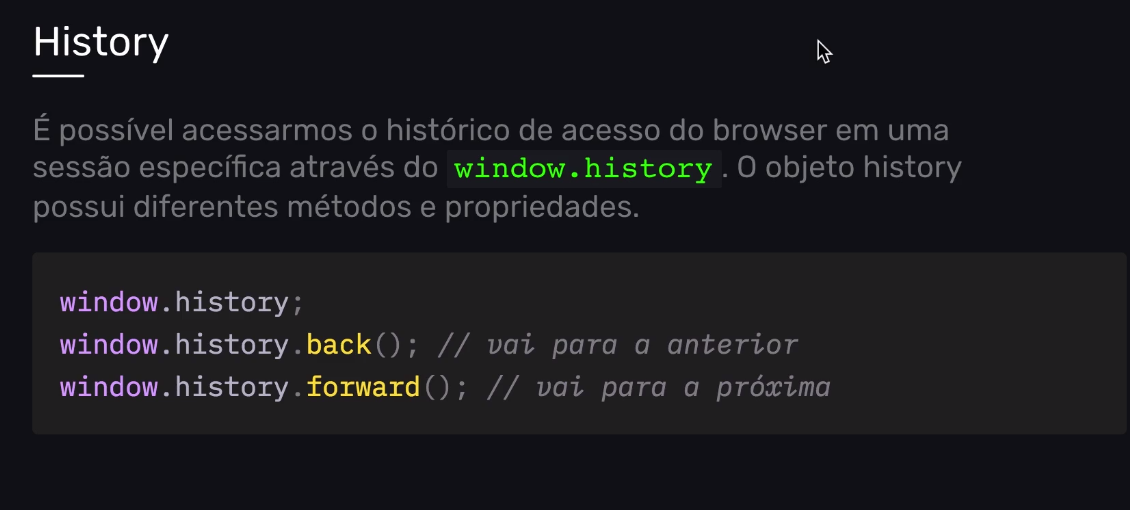 History
É possível acessarmos o histórico de acesso do browser em uma
sessão específica através do window.history. O objeto history
possui diferentes métodos e propriedades.
window.history;
window.history.back(); // vai para a anterior
window.history.forward(); // vai para a próxima